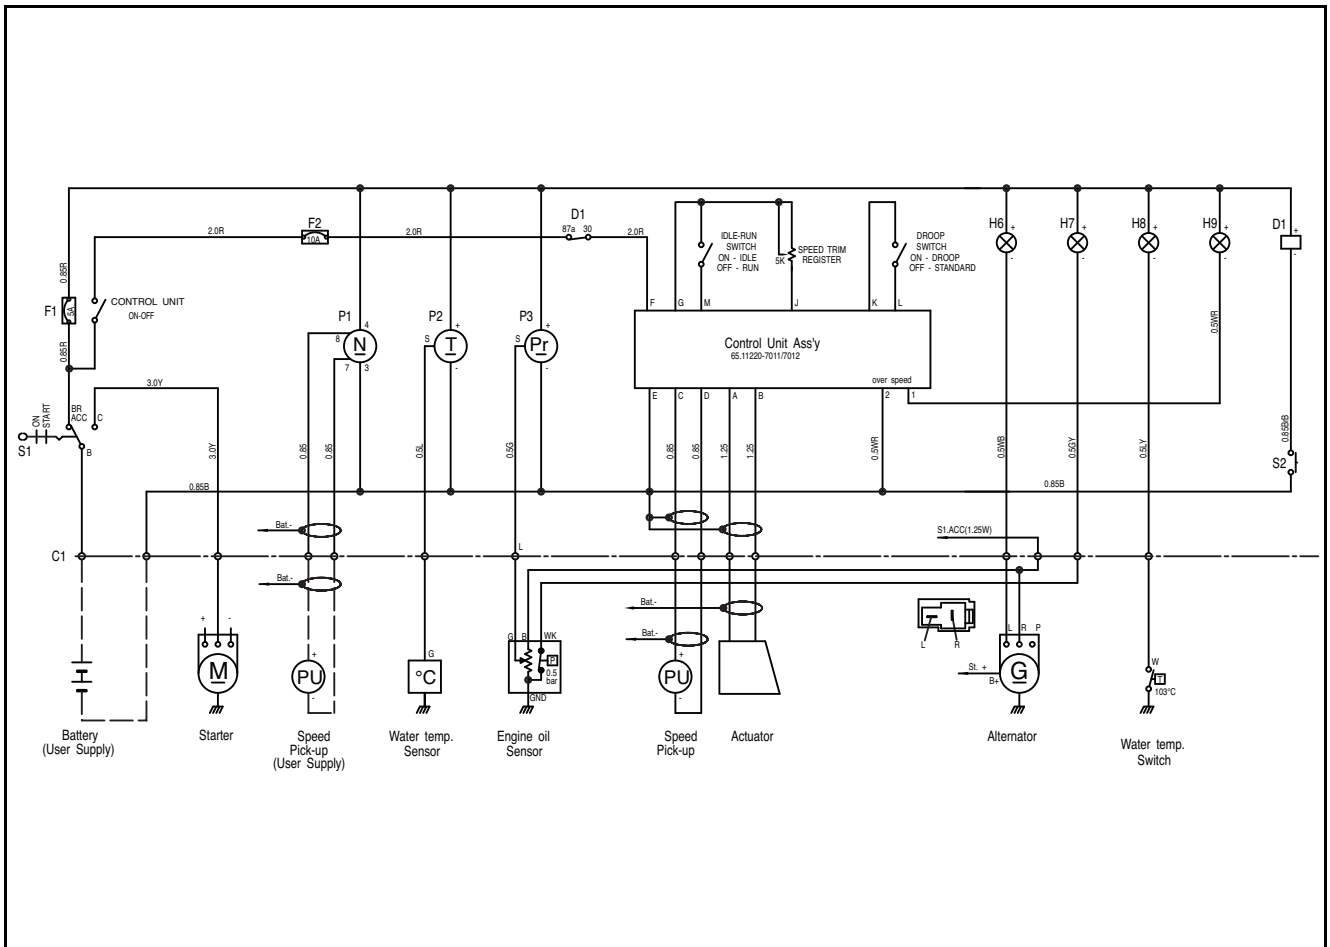 H6 + -
H7 + -
H8 + -
H9 + -
D1 + -
F2
10A
2.0R
2.0R
D1
87a 30
2.0R
IDLE-RUN
SWITCH
ON - IDLE
OFF - RUN
5K
SPEED TRIM
REGISTER
DROOP
SWITCH
ON - DROOP
OFF - STANDARD
0.85R
F1
5A
CONTROL UNIT
ON-OFF
0.85R
P1
4
8
N
7 3
P2
+
S
T
-
P3
+
S
Pr
-
F G M J K L
Control Unit Ass'y
65.11220-7011/7012
over speed
E C D A B 2 1
0.5WR
3.0Y
ON
START
BR
ACC
C
S1
B
3.0Y
0.85
0.85
0.5L
0.5G
0.85
0.85
1.25
1.25
0.5WR
0.5WB
0.5GY
0.5LY
0.85BrB
S2
0.85B
0.85B
Bat.-
S1.ACC(1.25W)
C1
L
Bat.-
Bat.-
Bat.-
L R
L R P
+ -
M
+
PU
-
G
°C
G B WK
P
0.5
bar
GND
+
PU
-
St. +
B+
G
W
T
103°C
Battery
(User Supply)
Starter
Speed
Pick-up
(User Supply)
Water temp.
Sensor
Engine oil
Sensor
Speed
Pick-up
Actuator
Alternator
Water temp.
Switch